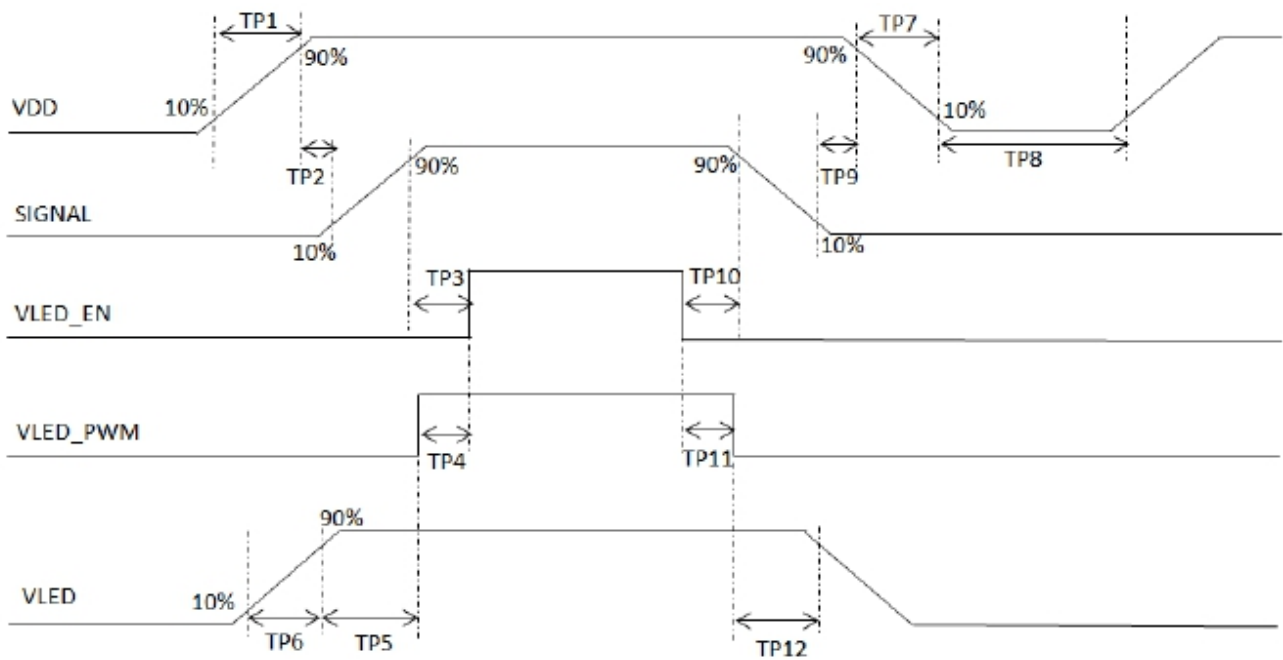 TP1
TP7
90%
90%
VDD
10%
10%
TP2
90%
90%
TP9
TP8
SIGNAL
10%
10%
TP3
TP10
VLED_EN
VLED_PWM
TP4
TP11
90%
VLED
10%
TP6
TP5
TP12